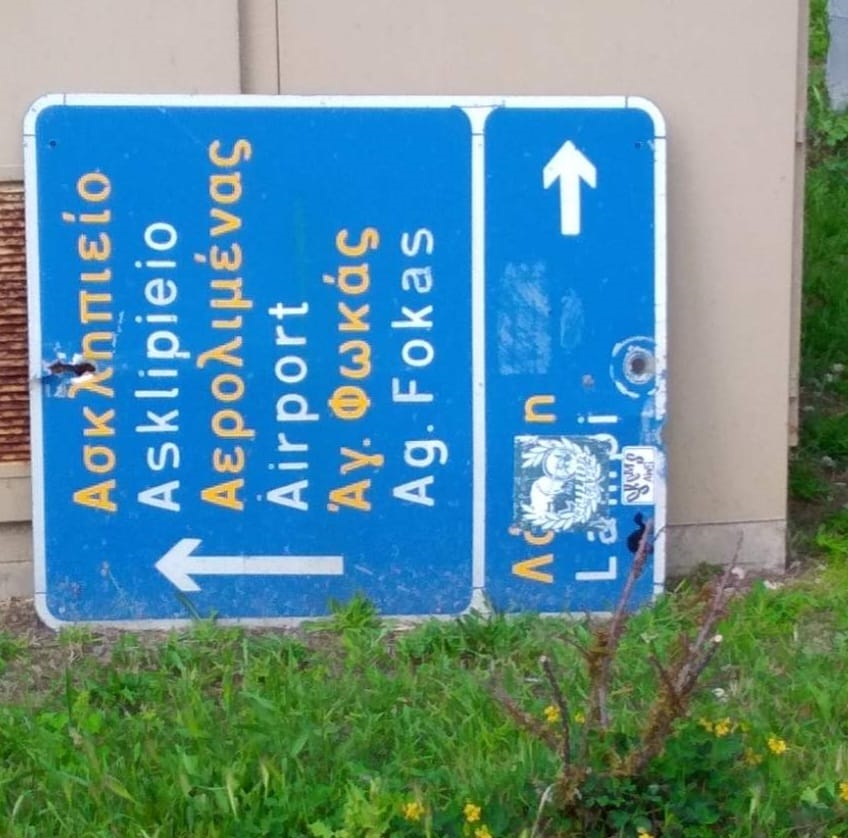 Ασκληπιείο
Asklipieio
Αερολιμένας
Airport
Άγ. Φωκάς
Ag. Fokas